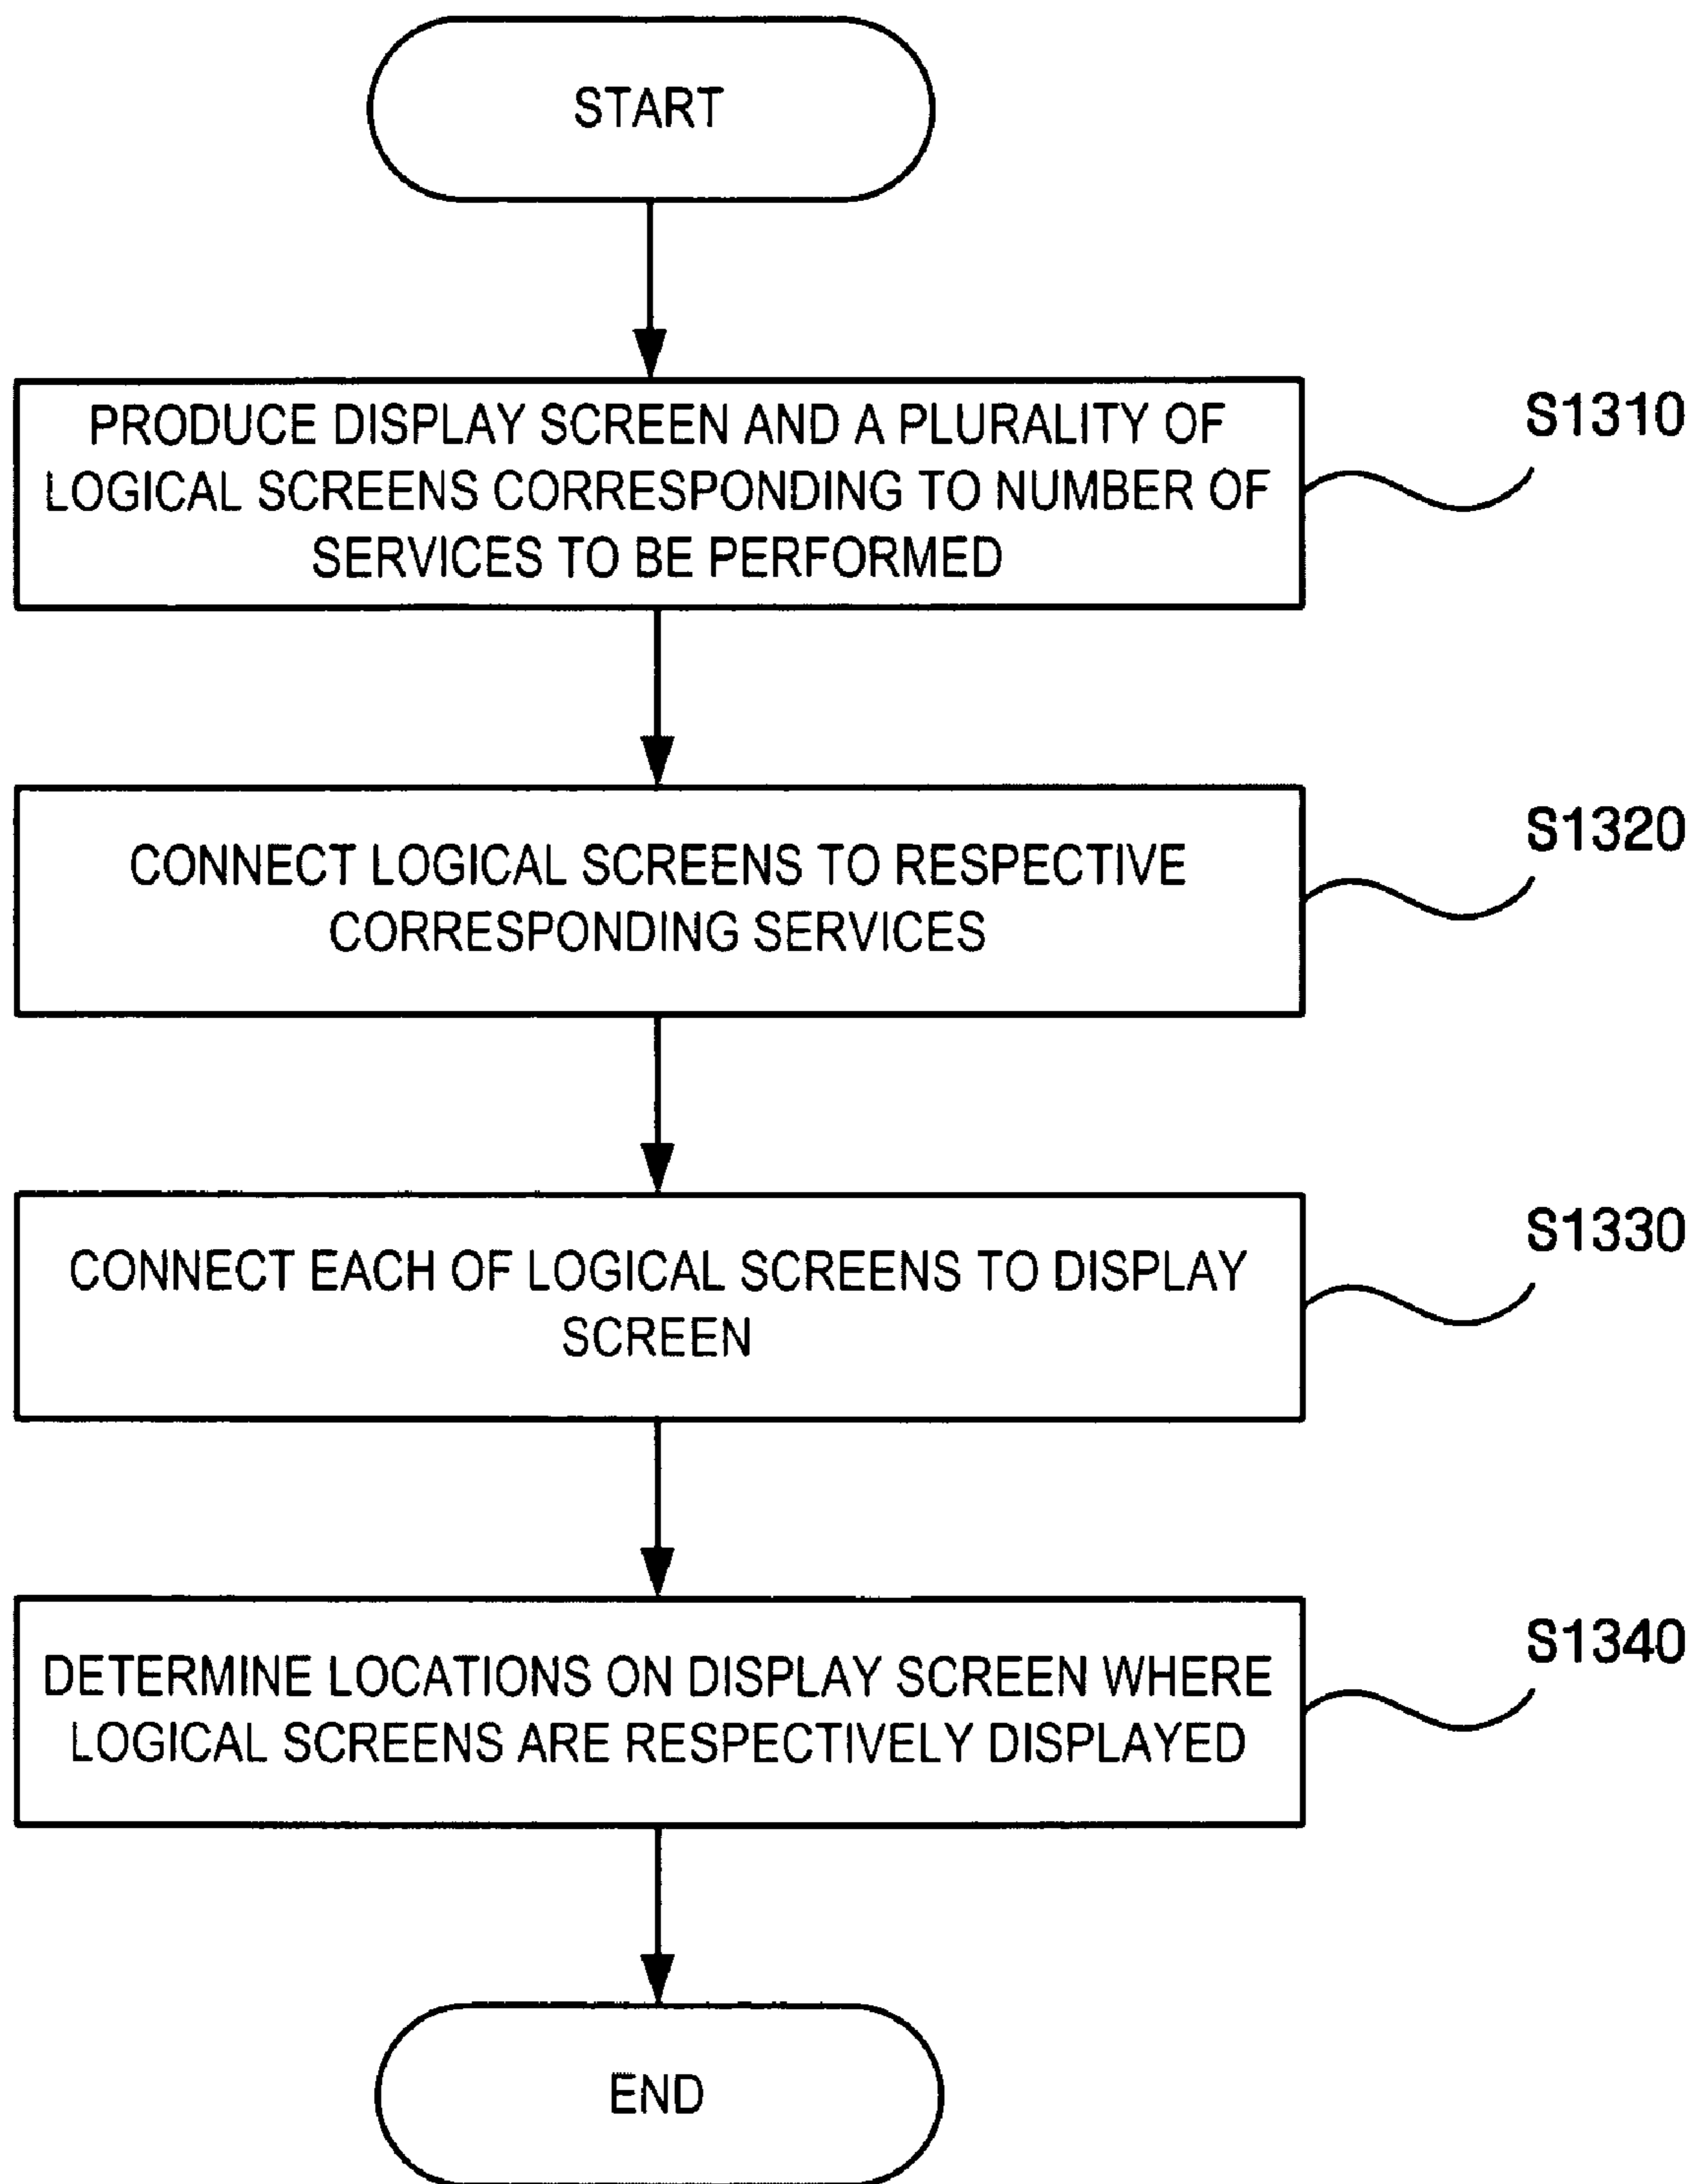 START
PRODUCE DISPLAY SCREEN AND A PLURALITY OF
LOGICAL SCREENS CORRESPONDING TO NUMBER OF
SERVICES TO BE PERFORMED
S1310
CONNECT LOGICAL SCREENS TO RESPECTIVE
CORRESPONDING SERVICES
S1320
CONNECT EACH OF LOGICAL SCREENS TO DISPLAY
SCREEN
S1330
DETERMINE LOCATIONS ON DISPLAY SCREEN WHERE
LOGICAL SCREENS ARE RESPECTIVELY DISPLAYED
S1340
END